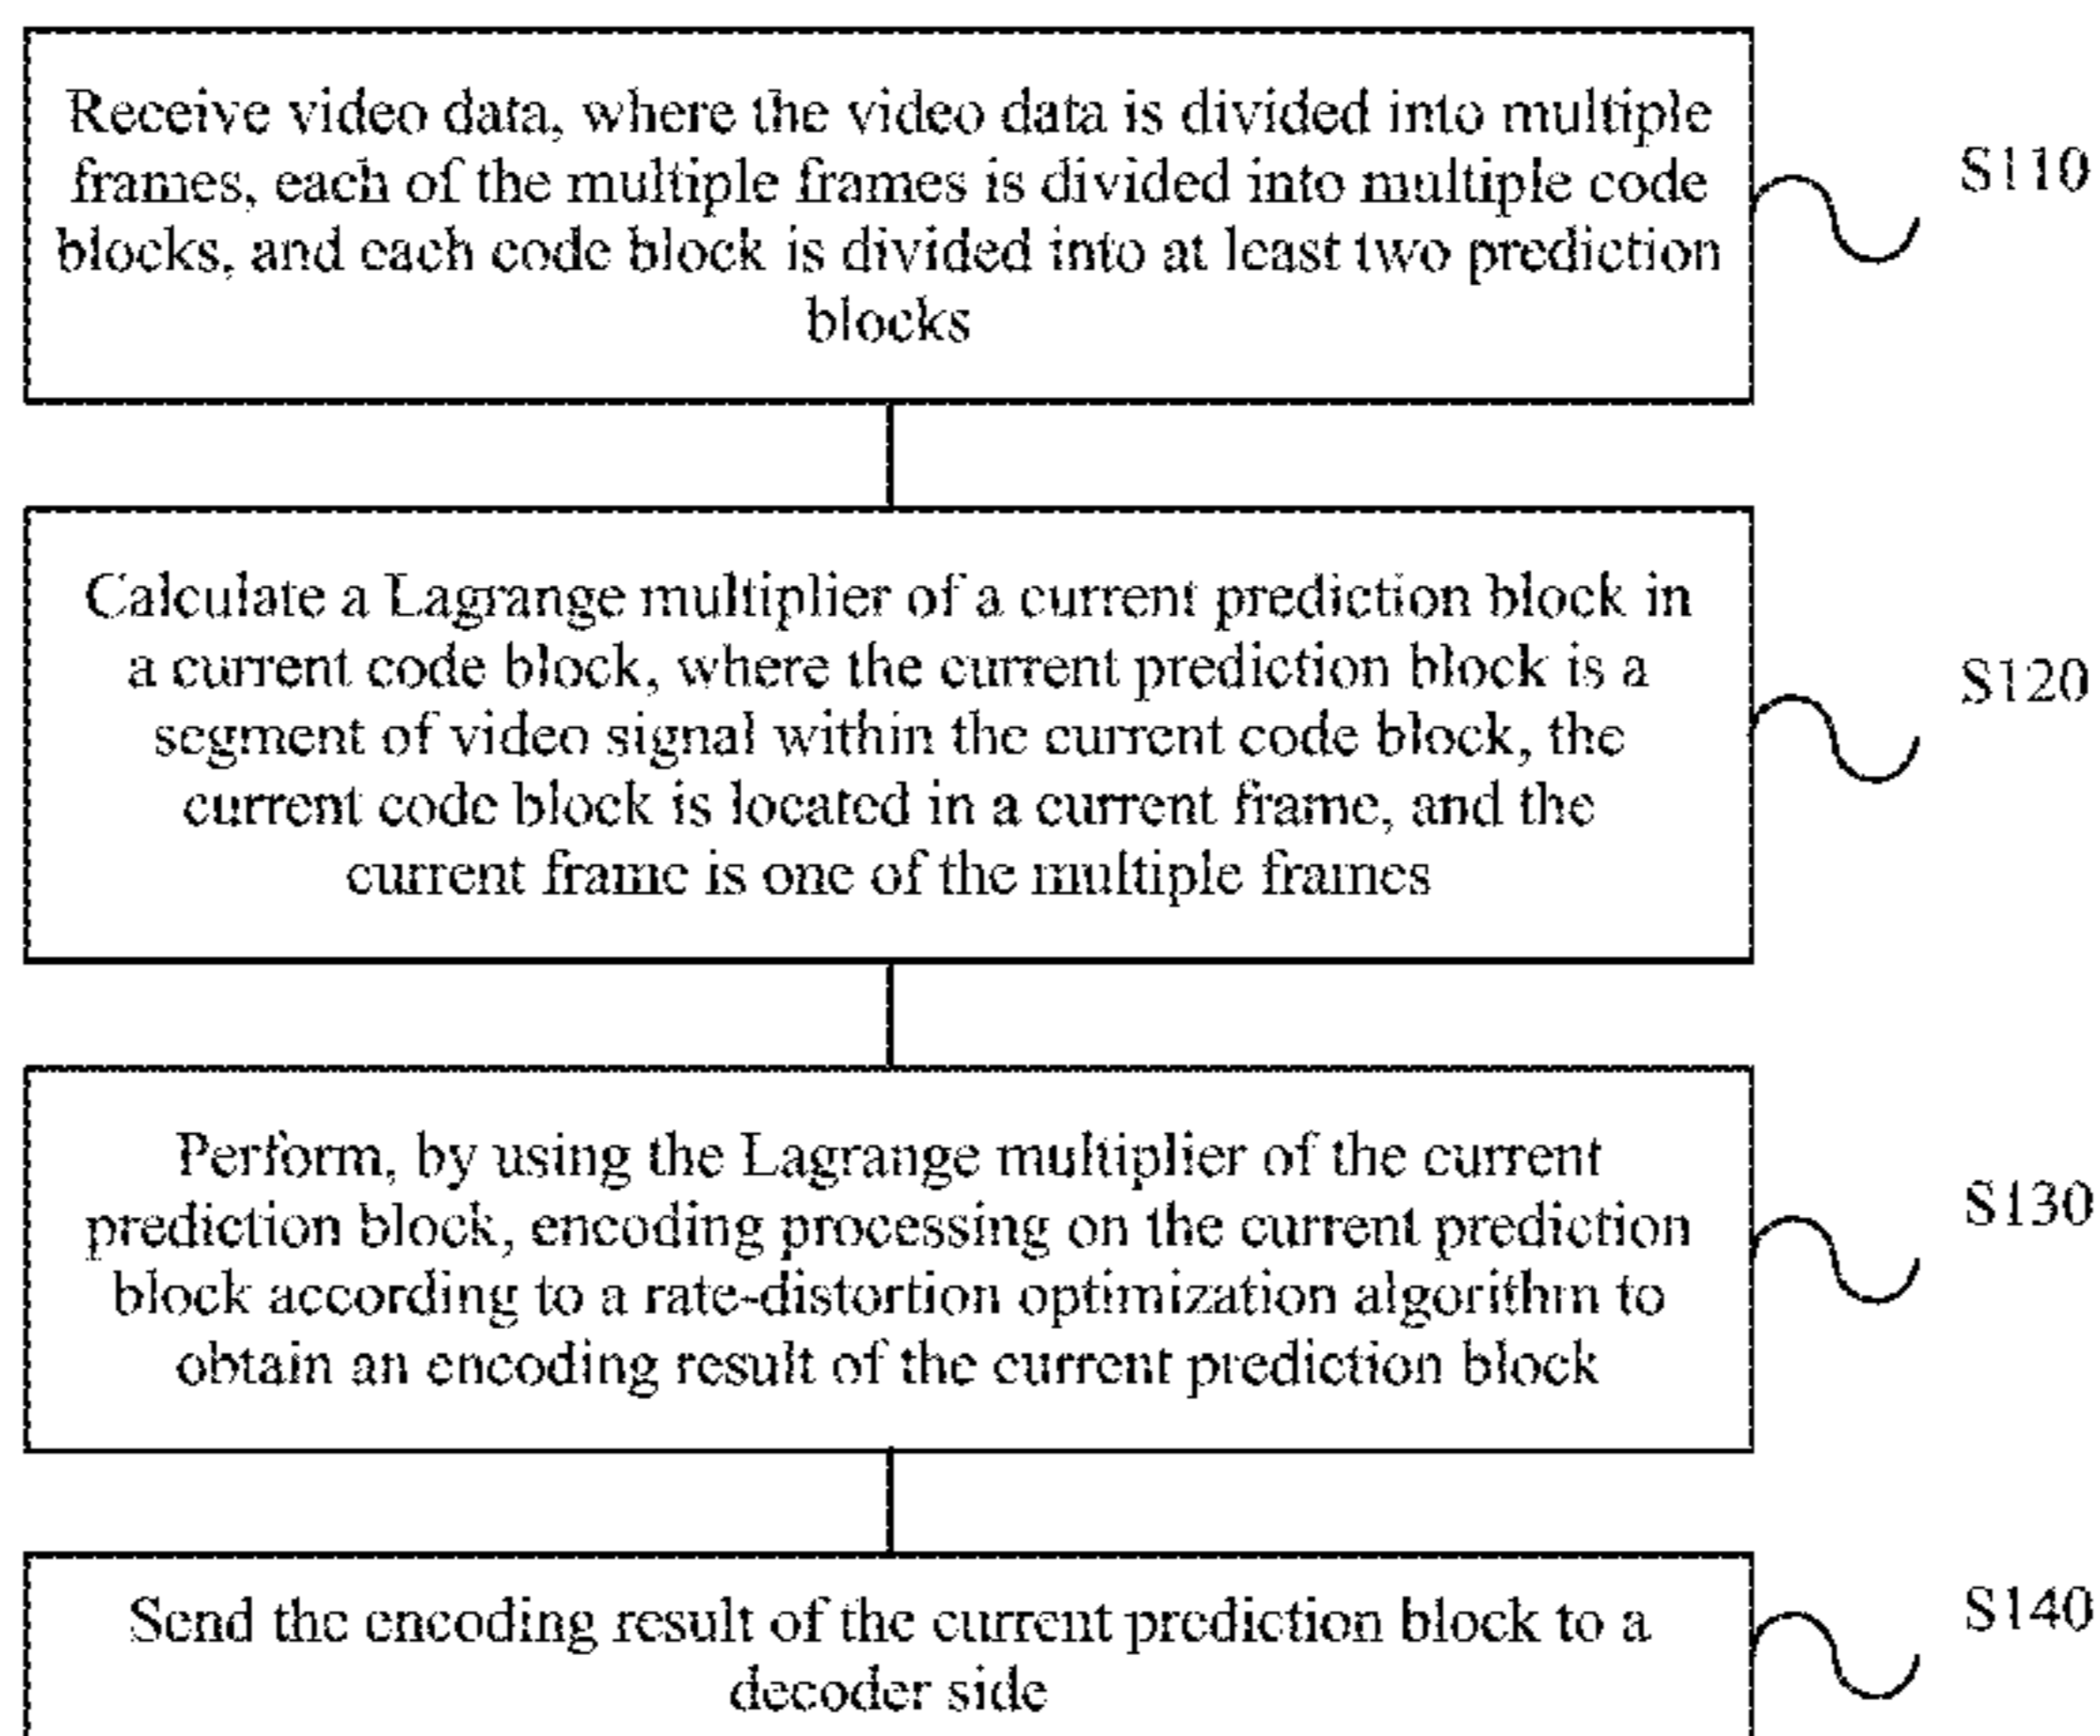 Receive video data, where the video data is divided into multiple
frames, each of the multiple frames is divided into multiple code
blocks, and each code block is divided into at least two prediction
blocks
S110
Calculate a Lagrange multiplier of a current prediction block in
a current code block, where the current prediction block is a
segment of video signal within the current code block, the
current code block is located in a current frame, and the
current frame is one of the multiple frames
S120
Perform, by using the Lagrange multiplier of the current
prediction block, encoding processing on the current prediction
block according to a rate-distortion optimization algorithm to
obtain an encoding result of the current prediction block
S130
Send the encoding result of the current prediction block to a
decoder side
S140